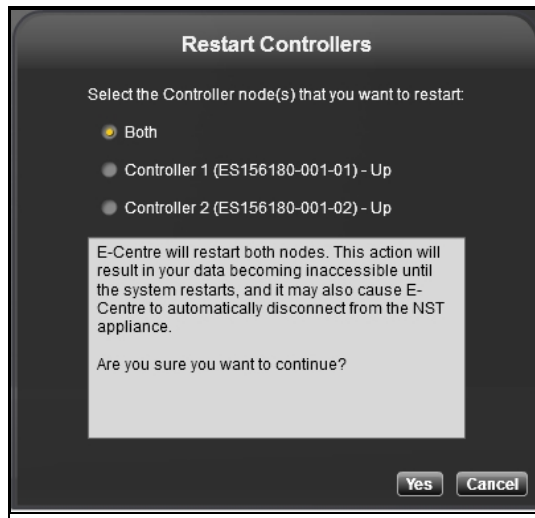 Restart Controllers
Select the Controller node(s) that you want to restart:
Both
Controller 1 (ES156180-001-01) - Up
Controller 2 (ES156180-001-02) - Up
E-Centre will restart both nodes. This action will
result in your data becoming inaccessible until
the system restarts, and it may also cause E-
Centre to automatically disconnect from the NST
appliance.
Are you sure you want to continue?
Yes
Cancel